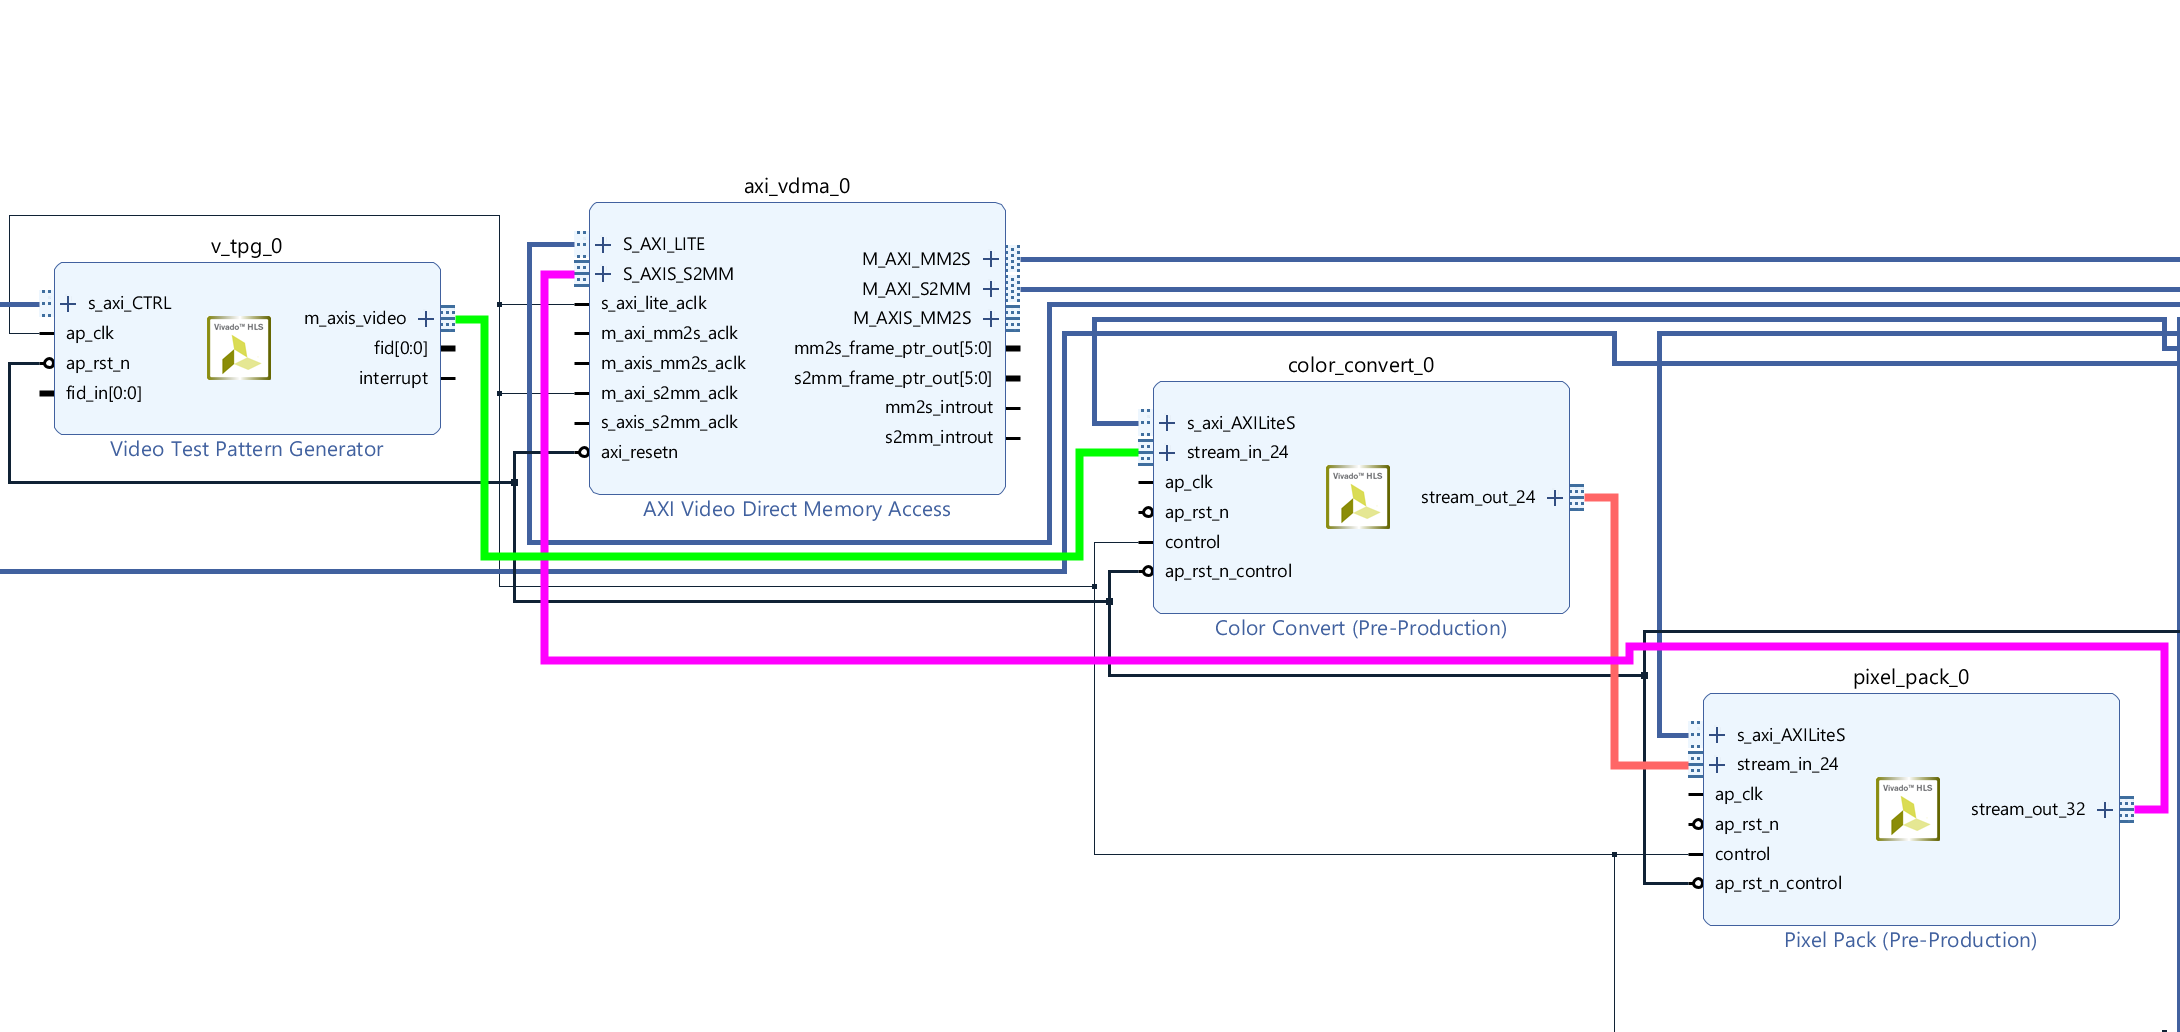 v_tpg_0
s_axi_CTRL
ap_clk
ap_rst_n
fid_in[0:0]
Vivado™ HLS
m_axis_video
fid[0:0]
interrupt
Video Test Pattern Generator
axi_vdma_0
S_AXI_LITE
S_AXIS_S2MM
s_axi_lite_aclk
m_axi_mm2s_aclk
m_axis_mm2s_aclk
m_axi_s2mm_aclk
s_axis_s2mm_aclk
axi_resetn
M_AXI_MM2S
M_AXI_S2MM
M_AXIS_MM2S
mm2s_frame_ptr_out[5:0]
s2mm_frame_ptr_out[5:0]
mm2s_introut
s2mm_introut
AXI Video Direct Memory Access
color_convert_0
s_axi_AXILiteS
stream_in_24
ap_clk
ap_rst_n
control
ap_rst_n_control
Vivado™ HLS
stream_out_24
Color Convert (Pre-Production)
pixel_pack_0
s_axi_AXILiteS
stream_in_24
ap_clk
ap_rst_n
control
ap_rst_n_control
Vivado™ HLS
stream_out_32
Pixel Pack (Pre-Production)